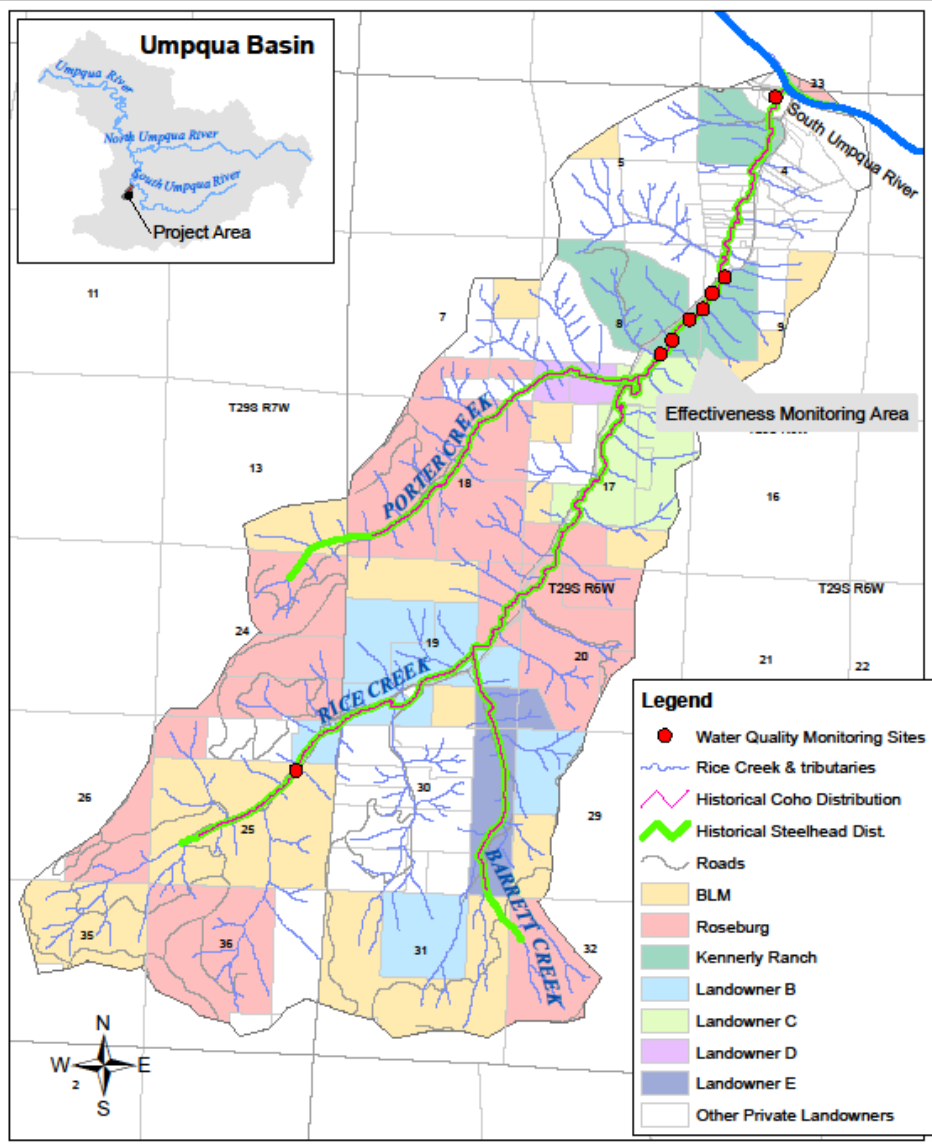 Umpqua Basin
Umpqua River
North Umpqua River
South Umpqua River
Project Area
33
South Umpqua River
5
4
11
7
8
9
Effectiveness Monitoring Area
T29S R7W
PORTER CREEK
13
18
17
16
T29S R6W
T29S R6W
24
19
20
21
22
RICE CREEK
26
25
30
29
BARRETT CREEK
35
36
31
32
N
W
E
S
2
Legend
Water Quality Monitoring Sites
Rice Creek & tributaries
Historical Coho Distribution
Historical Steelhead Dist.
Roads
BLM
Roseburg
Kennerly Ranch
Landowner B
Landowner C
Landowner D
Landowner E
Other Private Landowners